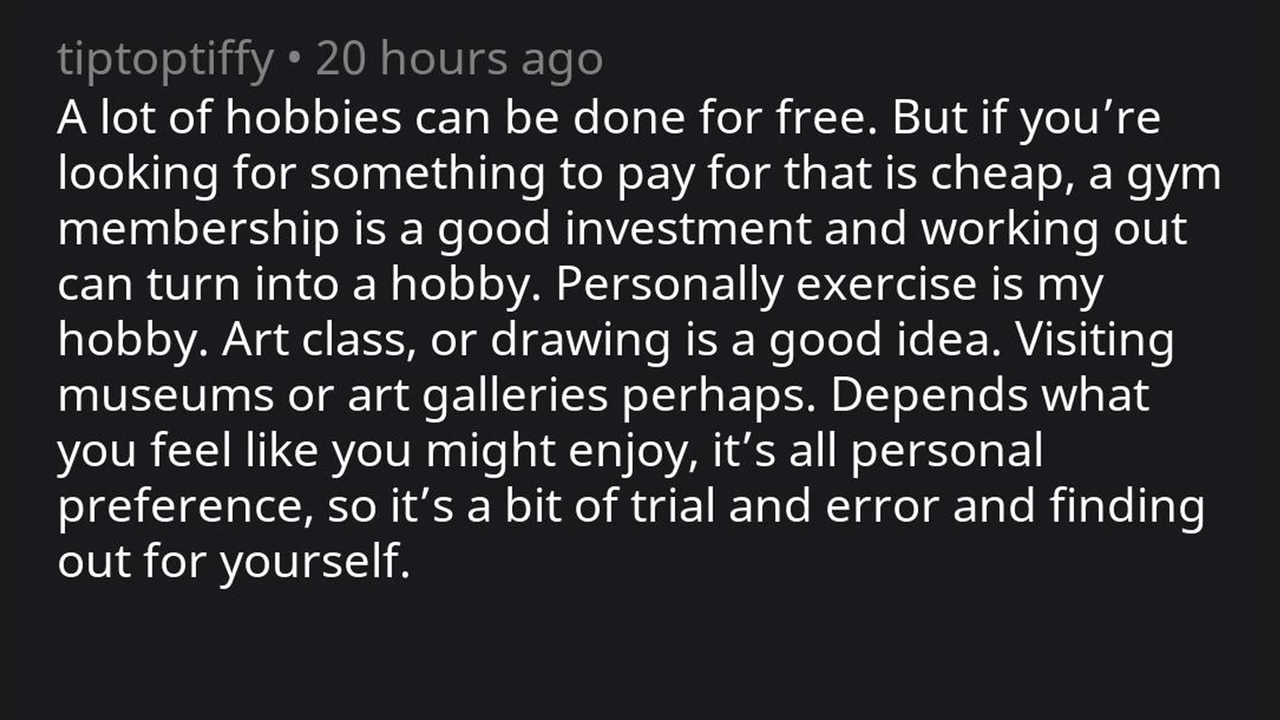 tiptoptiffy • 20 hours ago
A lot of hobbies can be done for free. But if you’re
looking for something to pay for that is cheap, a gym
membership is a good investment and working out
can turn into a hobby. Personally exercise is my
hobby. Art class, or drawing is a good idea. Visiting
museums or art galleries perhaps. Depends what
you feel like you might enjoy, it’s all personal
preference, so it’s a bit of trial and error and finding
out for yourself.